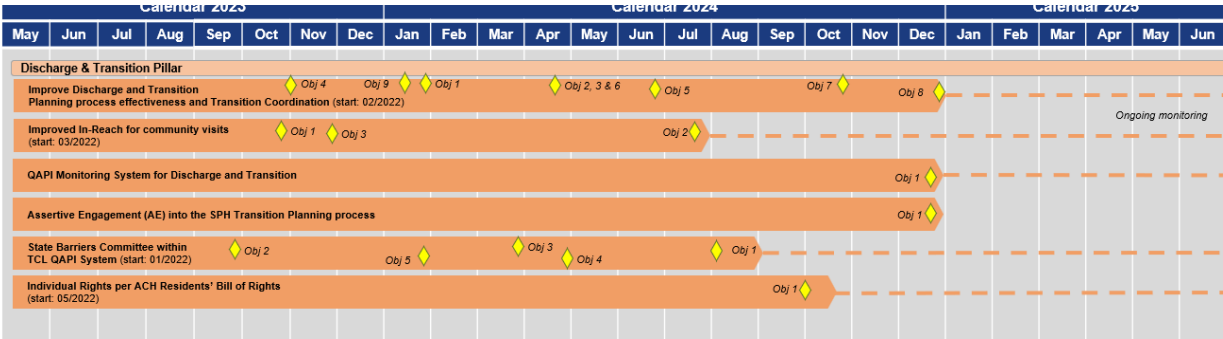 Calendar 2023 Calendar 2024 Calendar 2025
May Jun Jul Aug Sep Oct Nov Dec Jan Feb Mar Apr May Jun Jul Aug Sep Oct Nov Dec Jan Feb Mar Apr May Jun
Discharge & Transition Pillar
Improve Discharge and Transition
Planning process effectiveness and Transition Coordination (start: 02/2022)
Obj 4 Obj 9 Obj 1 Obj 2, 3 & 6 Obj 5 Obj 7 Obj 8
Ongoing monitoring
Improved In-Reach for community visits
(start: 03/2022)
Obj 1 Obj 3 Obj 2
QAPI Monitoring System for Discharge and Transition
Obj 1
Assertive Engagement (AE) into the SPH Transition Planning process
Obj 1
State Barriers Committee within
TCL QAPI System (start: 01/2022)
Obj 2 Obj 5 Obj 3 Obj 4 Obj 1
Individual Rights per ACH Residents' Bill of Rights
(start: 05/2022)
Obj 1